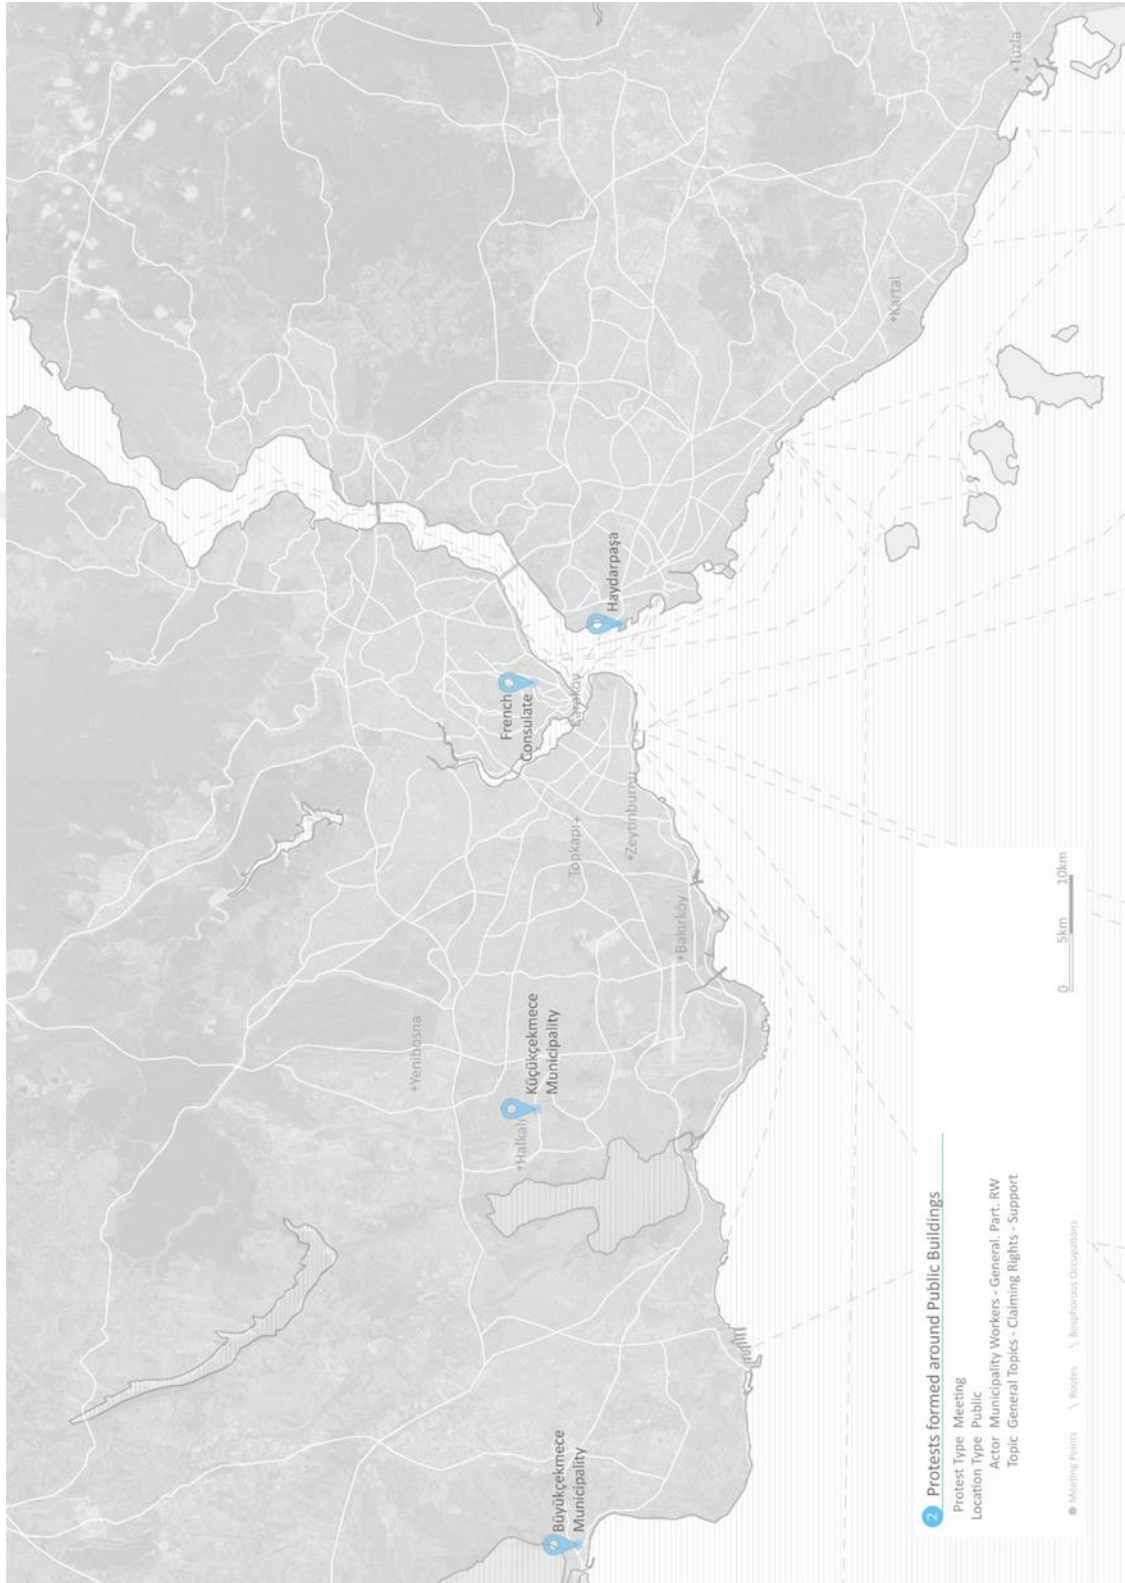 +Tuzla
+Kartal
Haydarpaşa
French
Consulate
Karaköy
Topkapı+
+Zeytinburnu
+Bakırköy
+Yenibosna
Küçükçekmece
Municipality
+Halkalı
Büyükçekmece
Municipality
2 Protests formed around Public Buildings
Protest Type Meeting
Location Type Public
Actor Municipality Workers - General. Part. RW
Topic General Topics - Claiming Rights - Support
Meeting Points \ Routes \ Bosphorous Occupations
0 5km 10km